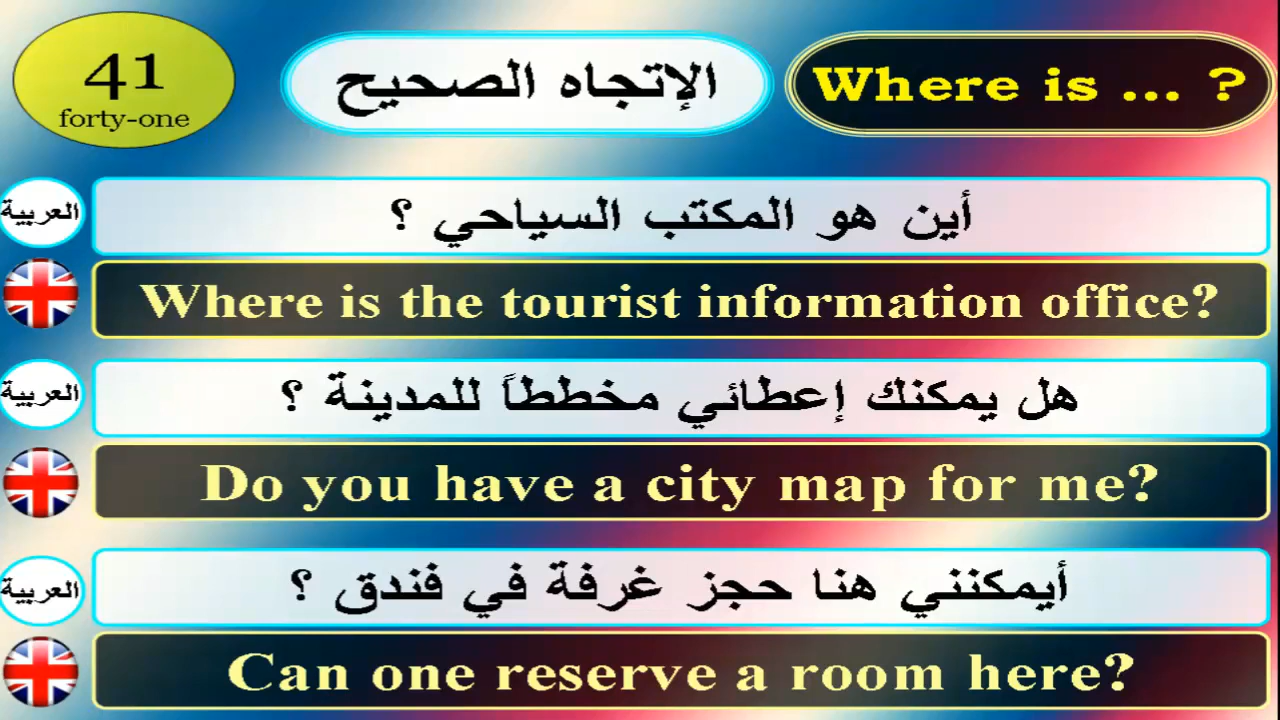 41
forty-one
الإتجاه الصحيح
Where is ... ?
العربية
أين هو المكتب السياحي ؟
Where is the tourist information office?
العربية
هل يمكنك إعطائي مخططاً للمدينة ؟
Do you have a city map for me?
العربية
أيمكنني هنا حجز غرفة في فندق ؟
Can one reserve a room here?